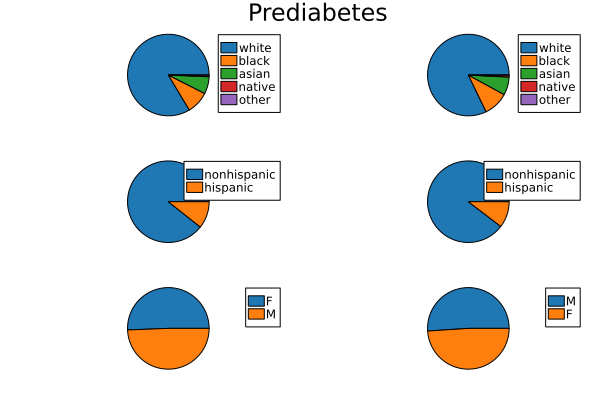 Prediabetes
white
black
asian
native
other
white
black
asian
native
other
nonhispanic
hispanic
nonhispanic
hispanic
F
M
M
F